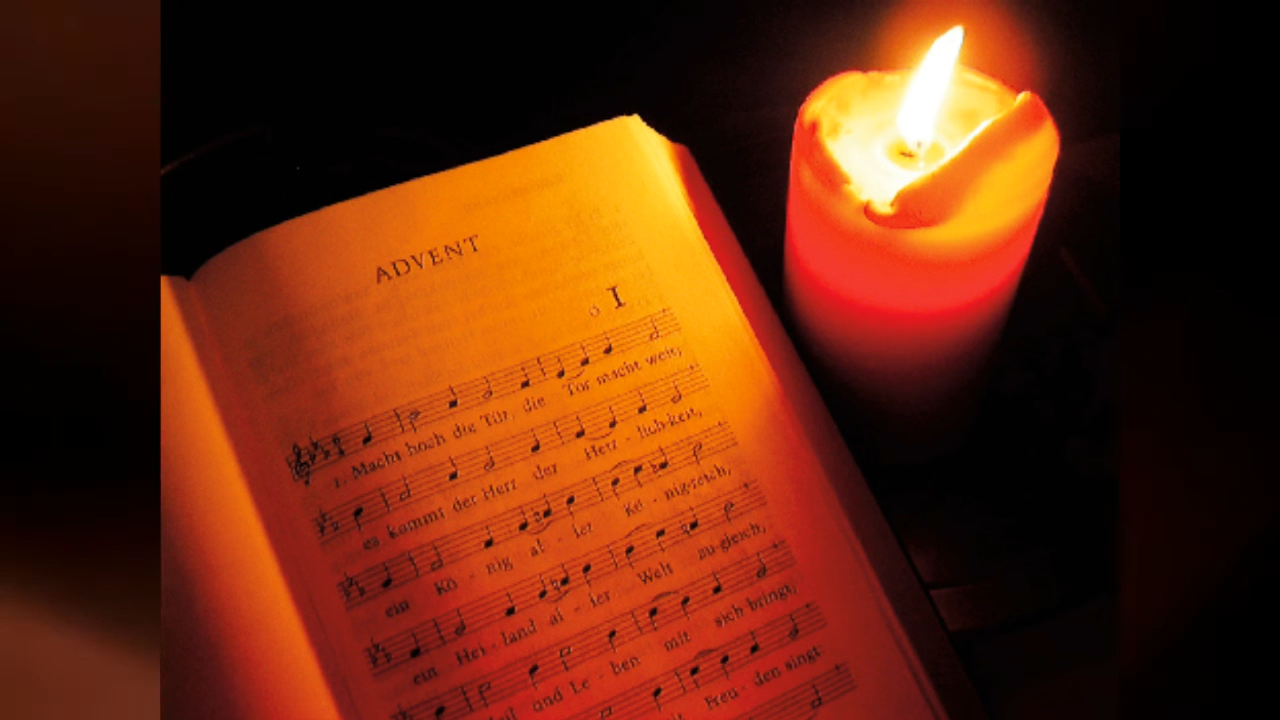 ADVENT
ö 1
1. Macht hoch die Tür, die Tor macht weit,
es kommt der Herr der Herr - lich-keit,
ein Kö - nig al - ler Kö - nig-reich,
ein Hei - land al - ler Welt zu-gleich,
und Le - ben mit sich bringt,
Freu - den singt